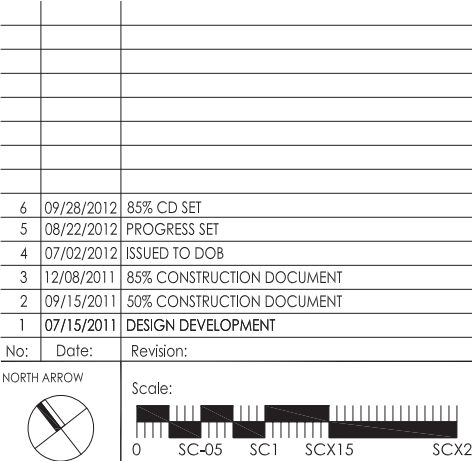 6 09/28/2012 85% CD SET
5 08/22/2012 PROGRESS SET
4 07/02/2012 ISSUED TO DOB
3 12/08/2011 85% CONSTRUCTION DOCUMENT
2 09/15/2011 50% CONSTRUCTION DOCUMENT
1 07/15/2011 DESIGN DEVELOPMENT
No: Date: Revision:
NORTH ARROW
Scale:
0 SC-05 SC1 SCX15 SCX2